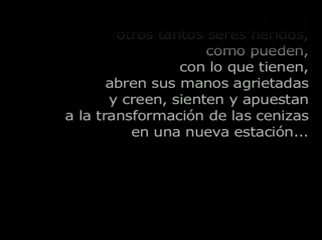 otros tantos seres heridos,
como pueden,
con lo que tienen,
abren sus manos agrietadas
y creen, sienten y apuestan
a la transformación de las cenizas
en una nueva estación...